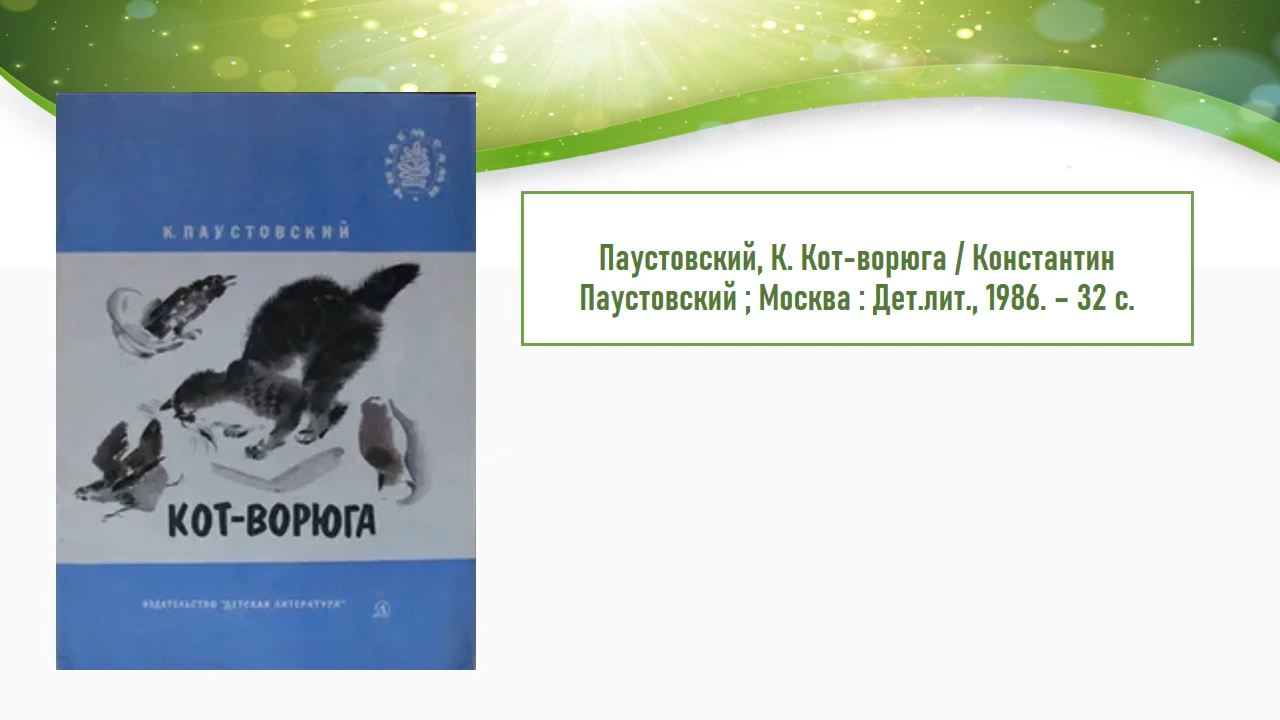 К. ПАУСТОВСКИЙ
КОТ-ВОРЮГА
ИЗДАТЕЛЬСТВО "ДЕТСКАЯ ЛИТЕРАТУРА"
Паустовский, К. Кот-ворюга / Константин
Паустовский ; Москва : Дет.лит., 1986. – 32 с.